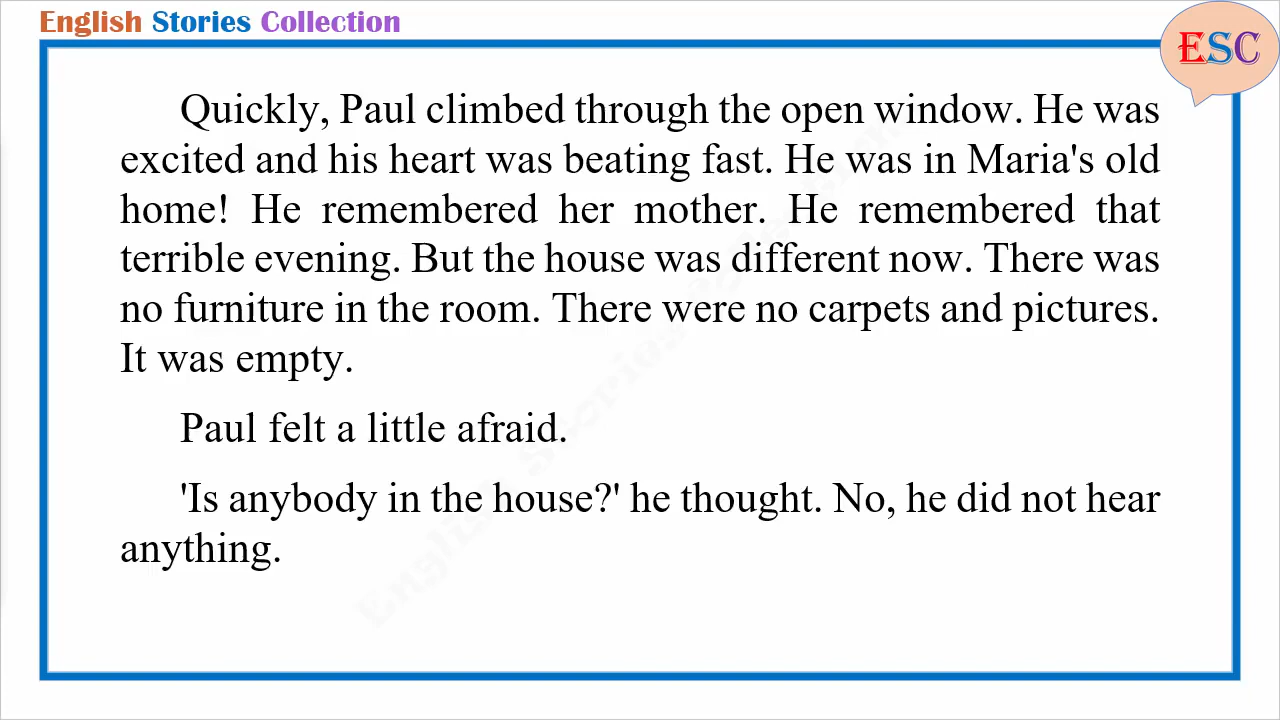 English Stories Collection
ESC
Quickly, Paul climbed through the open window. He was
excited and his heart was beating fast. He was in Maria's old
home! He remembered her mother. He remembered that
terrible evening. But the house was different now. There was
no furniture in the room. There were no carpets and pictures.
It was empty.
Paul felt a little afraid.
'Is anybody in the house?' he thought. No, he did not hear
anything.